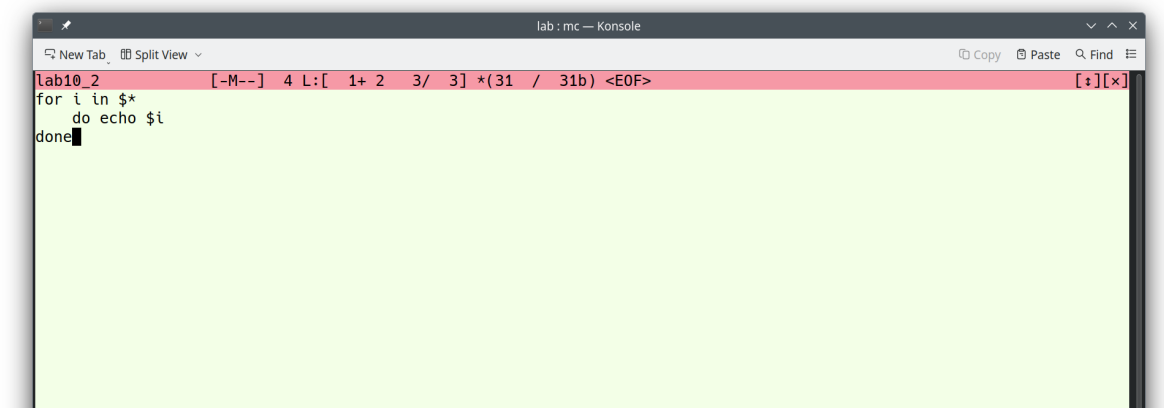 lab : mc — Konsole
New Tab Split View Copy Paste Find
lab10_2 [-M--] 4 L:[ 1+ 2 3/ 3] *(31 / 31b) <EOF> [↕][×]
for i in $*
    do echo $i
done